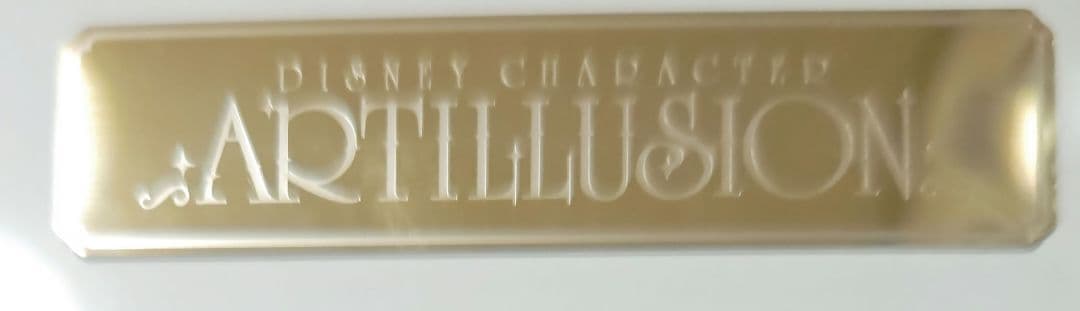 DISNEY CHARACTER
ARTILLUSION